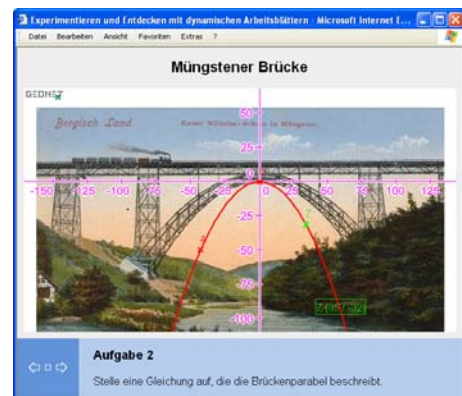 Experimentieren und Entdecken mit dynamischen Arbeitsblättern - Microsoft Internet E...
Datei Bearbeiten Ansicht Favoriten Extras ?
Müngstener Brücke
GEONET
Bergisch Land.
50
25
0
-150 -125 -100 -75 -50 -25 0 25 50 75 100 125
-25
-50
-100
Aufgabe 2
Stelle eine Gleichung auf, die die Brückenparabel beschreibt.